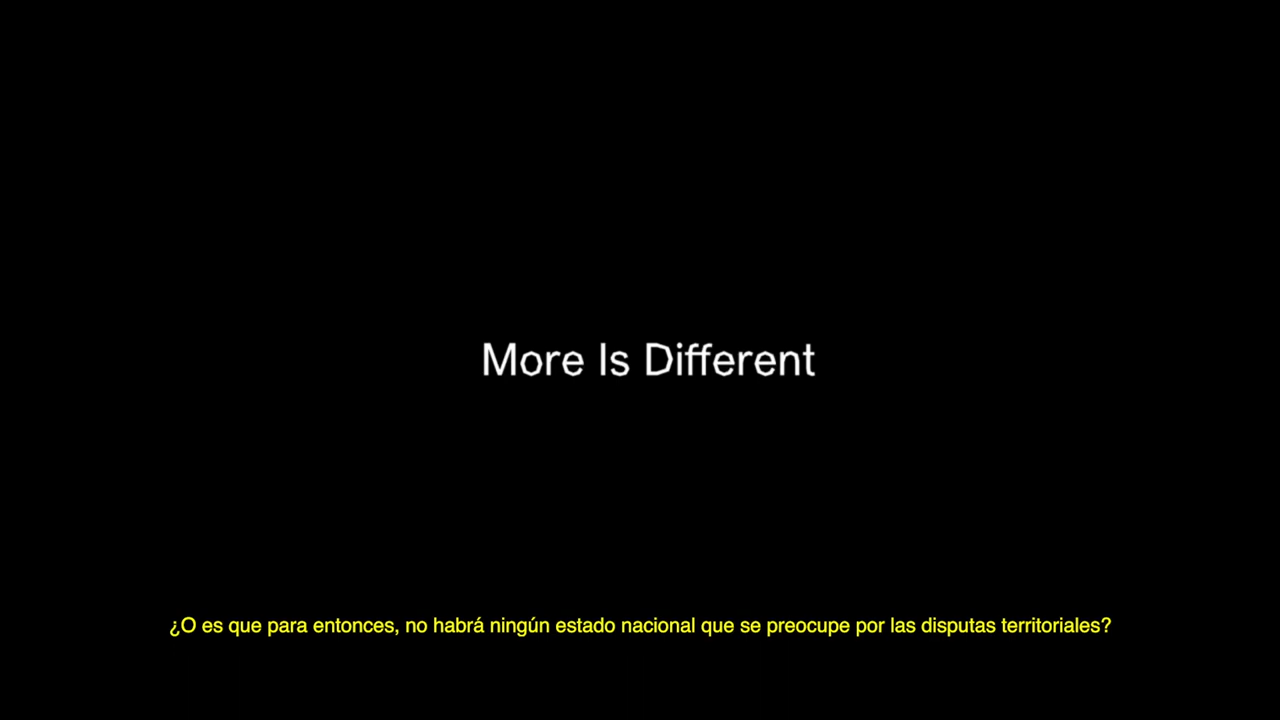 More Is Different
¿O es que para entonces, no habrá ningún estado nacional que se preocupe por las disputas territoriales?